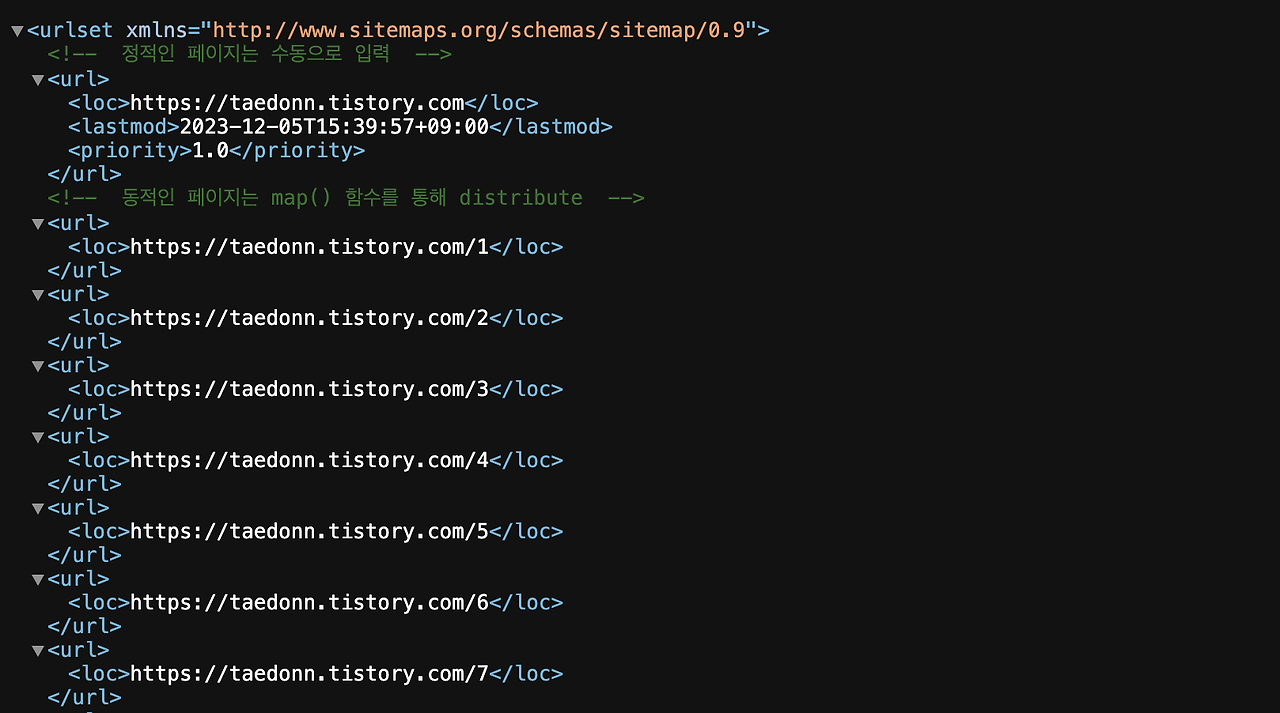 ▼<urlset xmlns="http://www.sitemaps.org/schemas/sitemap/0.9">
<!-- 정적인 페이지는 수동으로 입력 -->
▼<url>
<loc>https://taedonn.tistory.com</loc>
<lastmod>2023-12-05T15:39:57+09:00</lastmod>
<priority>1.0</priority>
</url>
<!-- 동적인 페이지는 map() 함수를 통해 distribute -->
▼<url>
<loc>https://taedonn.tistory.com/1</loc>
</url>
▼<url>
<loc>https://taedonn.tistory.com/2</loc>
</url>
▼<url>
<loc>https://taedonn.tistory.com/3</loc>
</url>
▼<url>
<loc>https://taedonn.tistory.com/4</loc>
</url>
▼<url>
<loc>https://taedonn.tistory.com/5</loc>
</url>
▼<url>
<loc>https://taedonn.tistory.com/6</loc>
</url>
▼<url>
<loc>https://taedonn.tistory.com/7</loc>
</url>